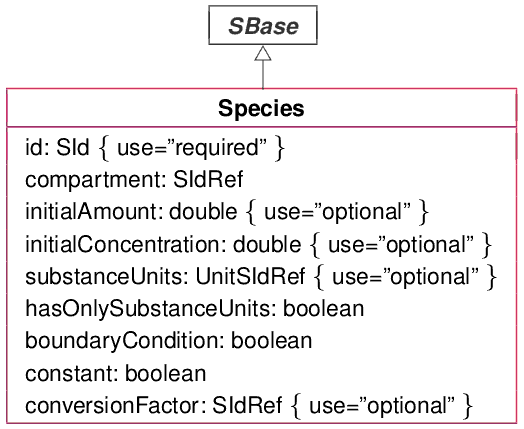 SBase
Species
id: SId { use=”required” }
compartment: SIdRef
initialAmount: double { use=”optional” }
initialConcentration: double { use=”optional” }
substanceUnits: UnitSIdRef { use=”optional” }
hasOnlySubstanceUnits: boolean
boundaryCondition: boolean
constant: boolean
conversionFactor: SIdRef { use=”optional” }